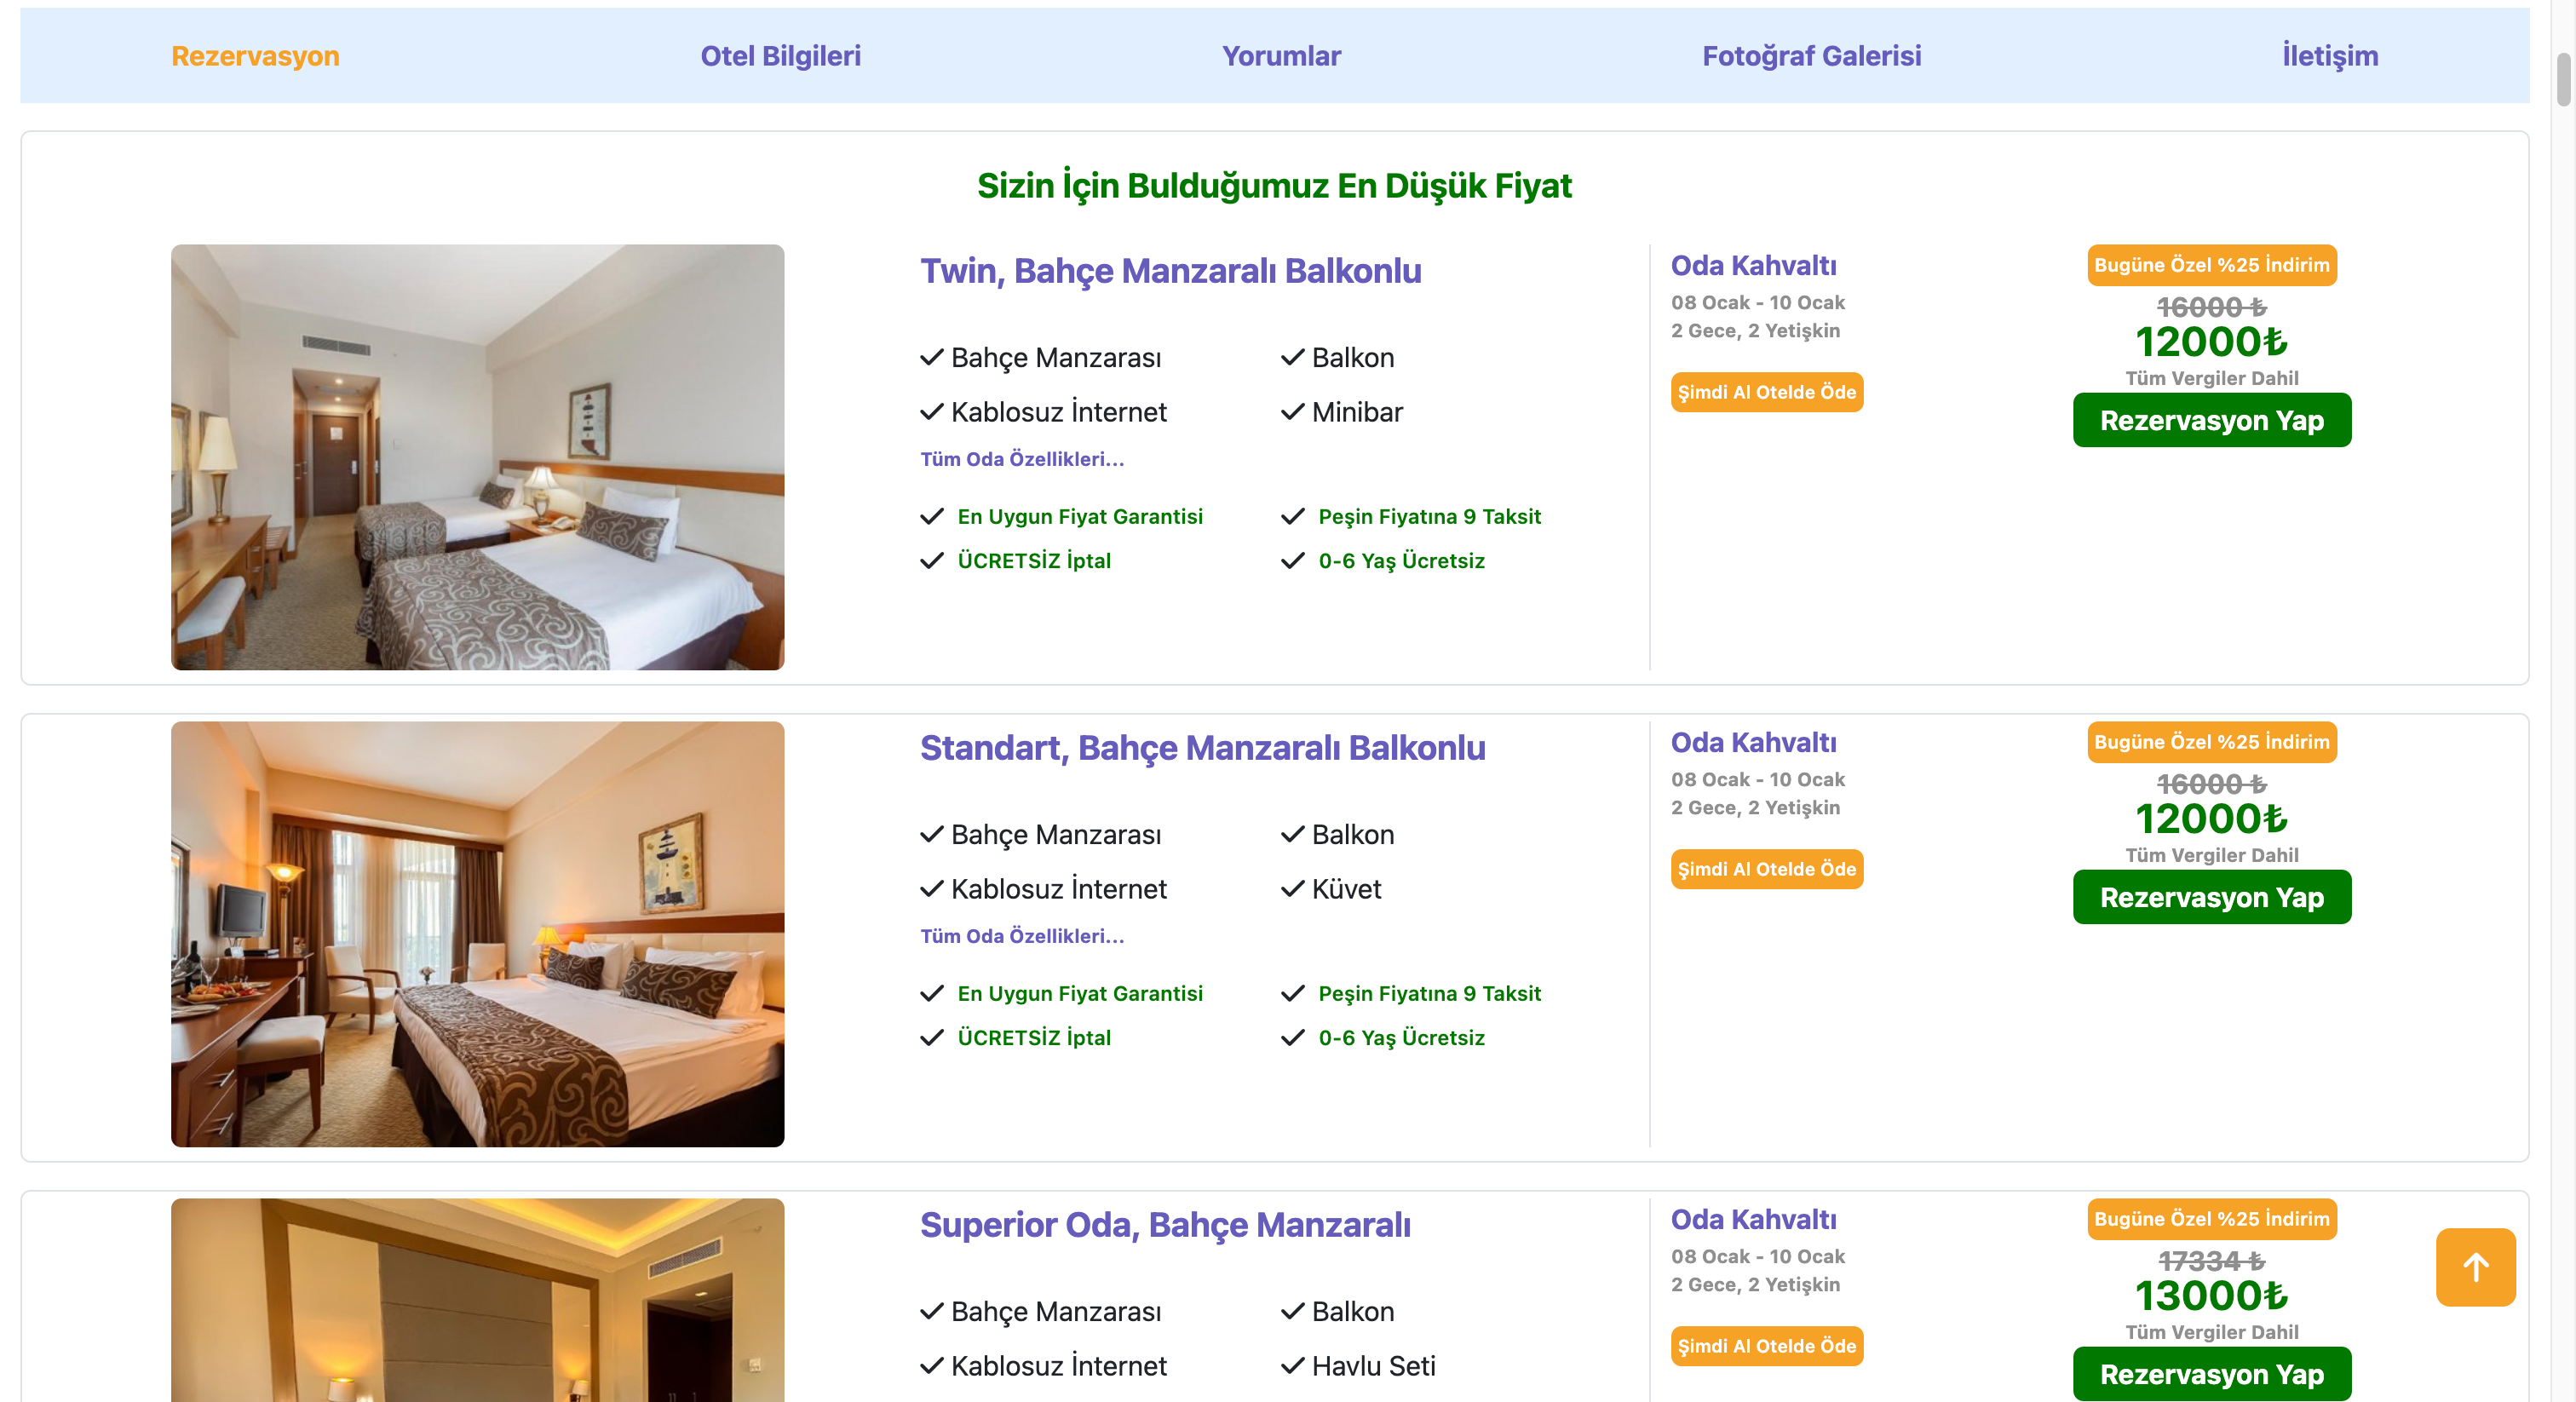 Rezervasyon
Otel Bilgileri
Yorumlar
Fotoğraf Galerisi
İletişim
Sizin İçin Bulduğumuz En Düşük Fiyat
Twin, Bahçe Manzaralı Balkonlu
Bahçe Manzarası
Balkon
Kablosuz İnternet
Minibar
Tüm Oda Özellikleri...
En Uygun Fiyat Garantisi
Peşin Fiyatına 9 Taksit
ÜCRETSİZ İptal
0-6 Yaş Ücretsiz
Oda Kahvaltı
08 Ocak - 10 Ocak
2 Gece, 2 Yetişkin
Şimdi Al Otelde Öde
Bugüne Özel %25 İndirim
16000 ₺
12000₺
Tüm Vergiler Dahil
Rezervasyon Yap
Standart, Bahçe Manzaralı Balkonlu
Bahçe Manzarası
Balkon
Kablosuz İnternet
Küvet
Tüm Oda Özellikleri...
En Uygun Fiyat Garantisi
Peşin Fiyatına 9 Taksit
ÜCRETSİZ İptal
0-6 Yaş Ücretsiz
Oda Kahvaltı
08 Ocak - 10 Ocak
2 Gece, 2 Yetişkin
Şimdi Al Otelde Öde
Bugüne Özel %25 İndirim
16000 ₺
12000₺
Tüm Vergiler Dahil
Rezervasyon Yap
Superior Oda, Bahçe Manzaralı
Bahçe Manzarası
Balkon
Kablosuz İnternet
Havlu Seti
Oda Kahvaltı
08 Ocak - 10 Ocak
2 Gece, 2 Yetişkin
Şimdi Al Otelde Öde
Bugüne Özel %25 İndirim
17334 ₺
13000₺
Tüm Vergiler Dahil
Rezervasyon Yap